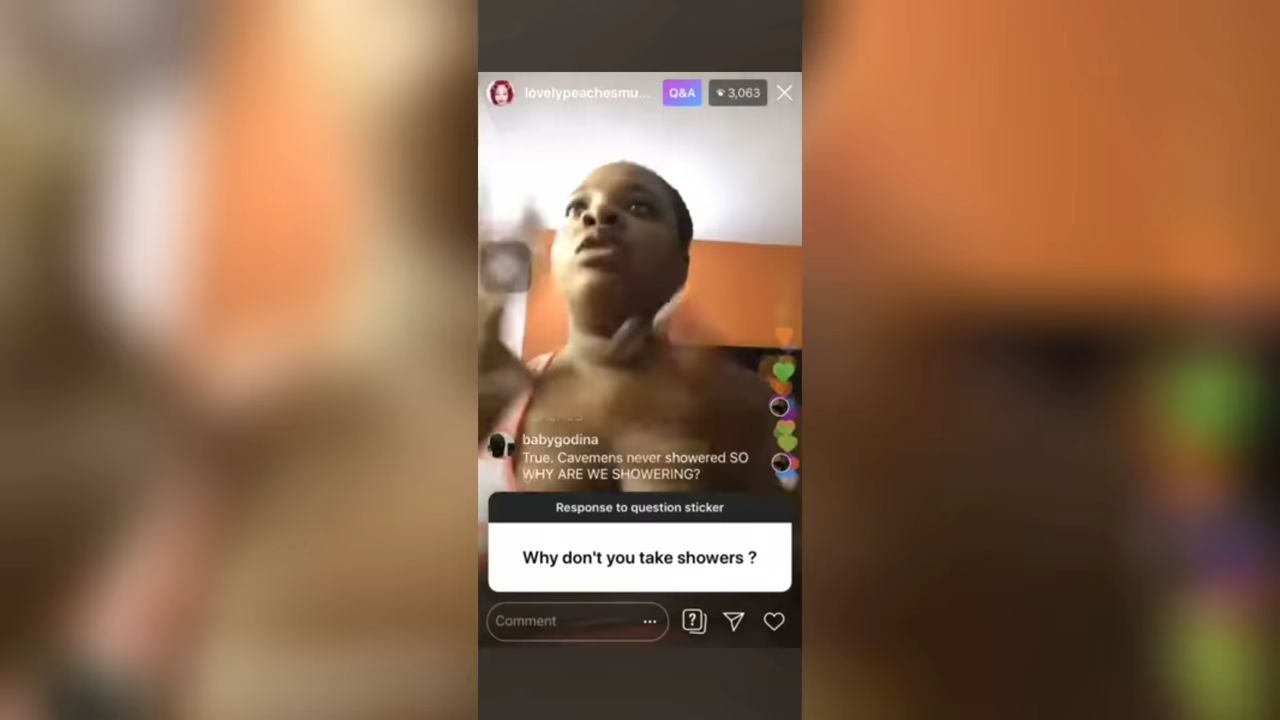 lovelypeachesmu...
Q&A
3,063
babygodina
True. Cavemens never showered SO
WHY ARE WE SHOWERING?
Response to question sticker
Why don't you take showers ?
Comment